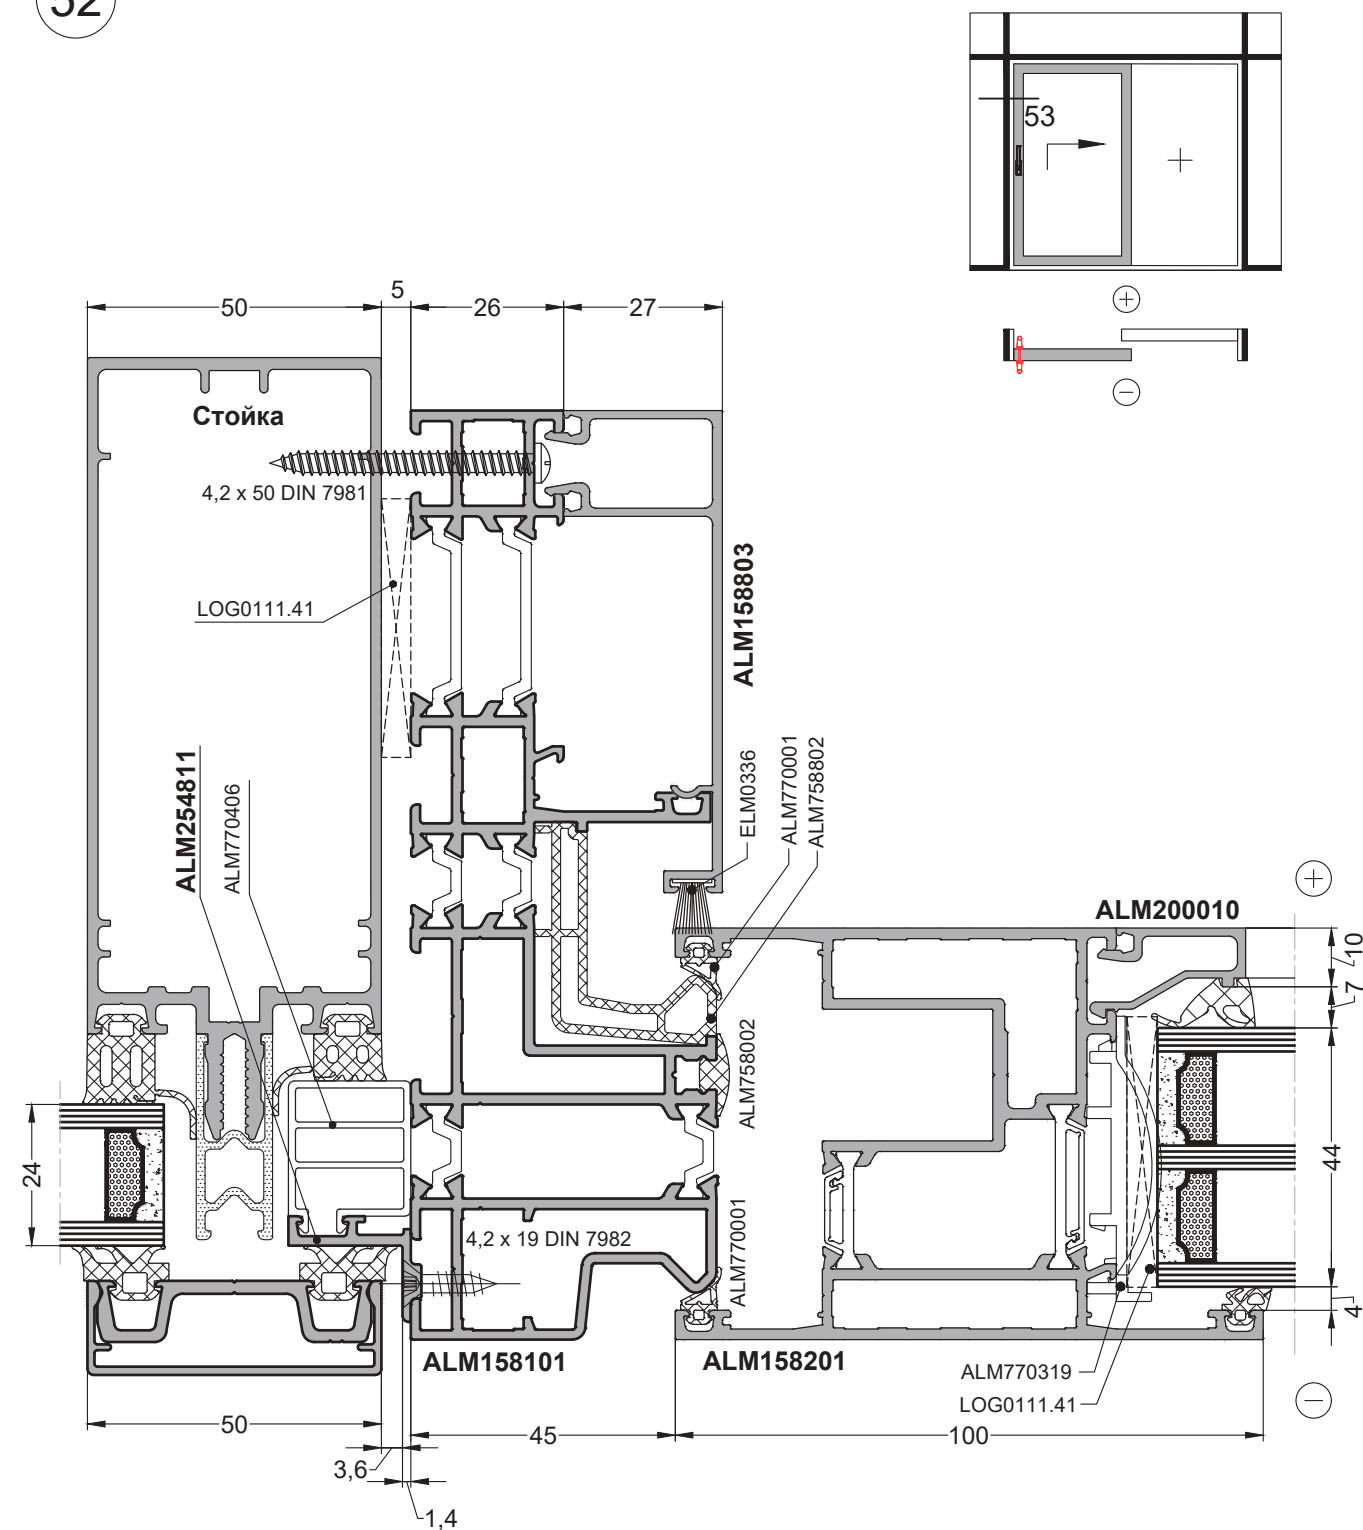 52
53
+
−
50
5
26
27
Стойка
4,2 x 50 DIN 7981
LOG0111.41
ALM158803
ALM254811
ALM770406
ELM0336
ALM770001
ALM758802
ALM200010
+
10
7
ALM758002
24
44
4,2 x 19 DIN 7982
ALM770001
4
ALM158101
ALM158201
ALM770319
LOG0111.41
−
50
45
100
3,6
1,4